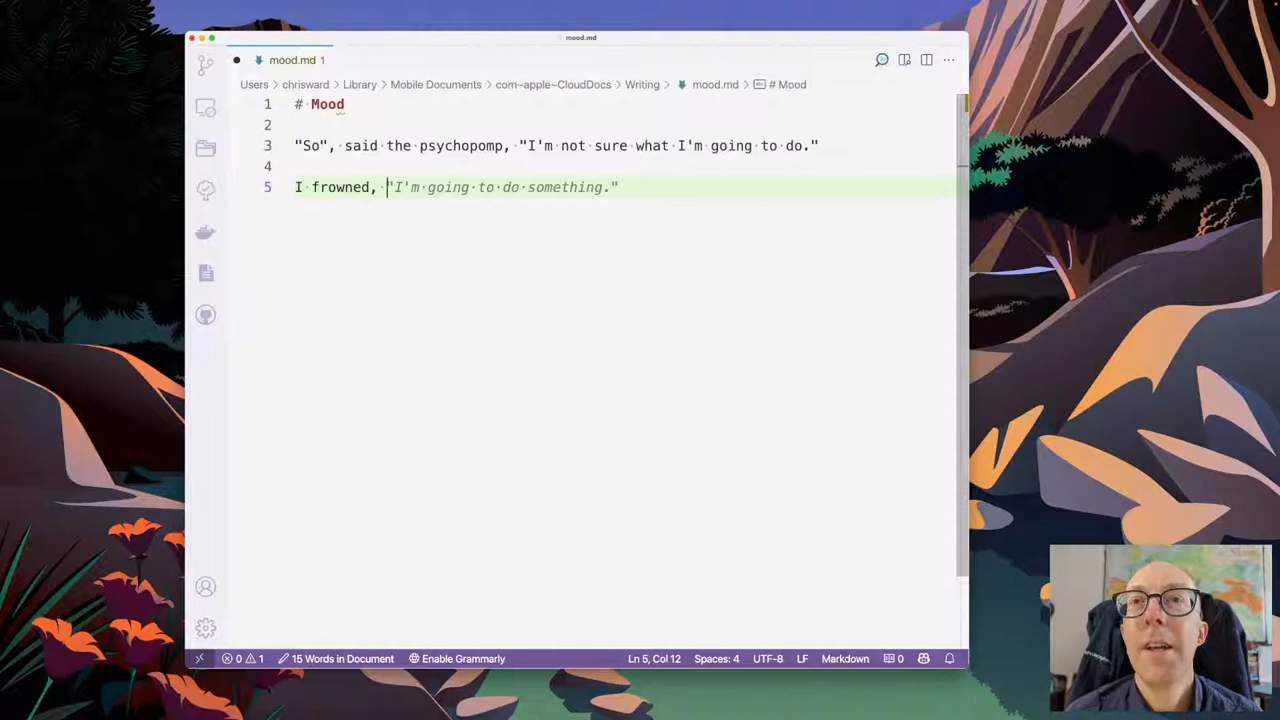 mood.md
mood.md 1
Users > chrisward > Library > Mobile Documents > com~apple~CloudDocs > Writing > mood.md > # Mood
1 # Mood
2
3 "So", said the psychopomp, "I'm not sure what I'm going to do."
4
5 I frowned, "I'm going to do something."
0 1 15 Words in Document Enable Grammarly Ln 5, Col 12 Spaces: 4 UTF-8 LF Markdown 0